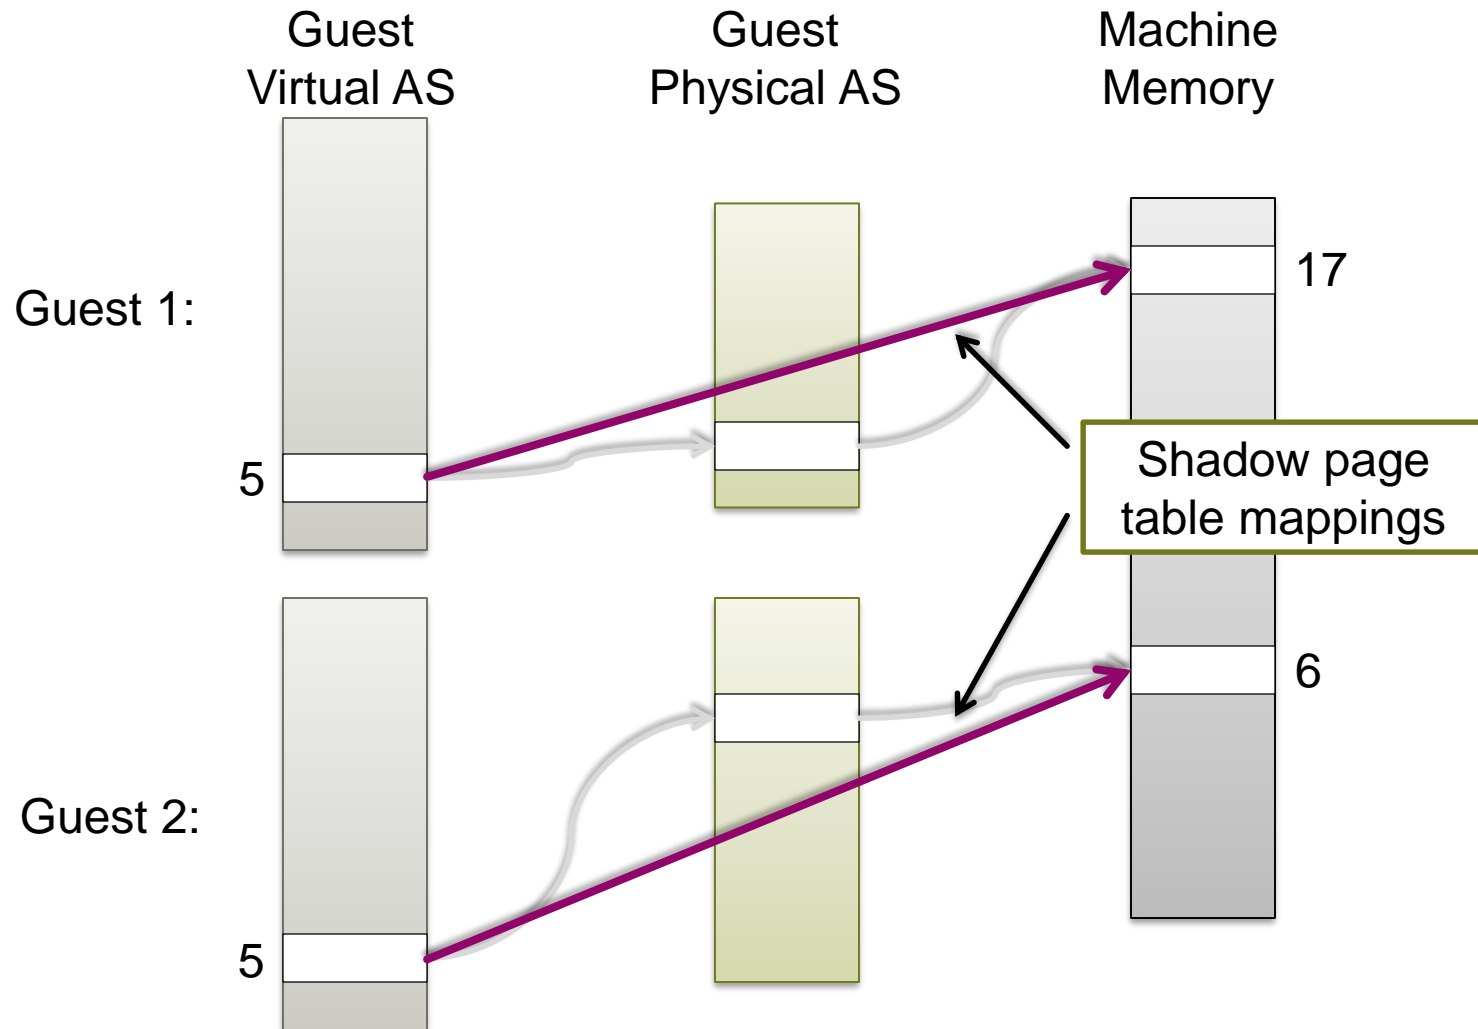 Guest
Virtual AS
Guest
Physical AS
Machine
Memory
Guest 1:
17
5
Shadow page
table mappings
6
Guest 2:
5